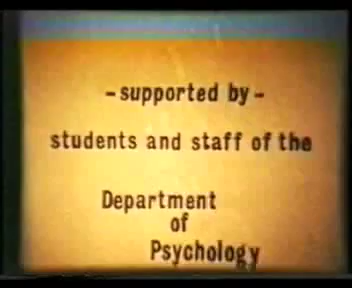 - supported by -
students and staff of the
Department
of
Psychology